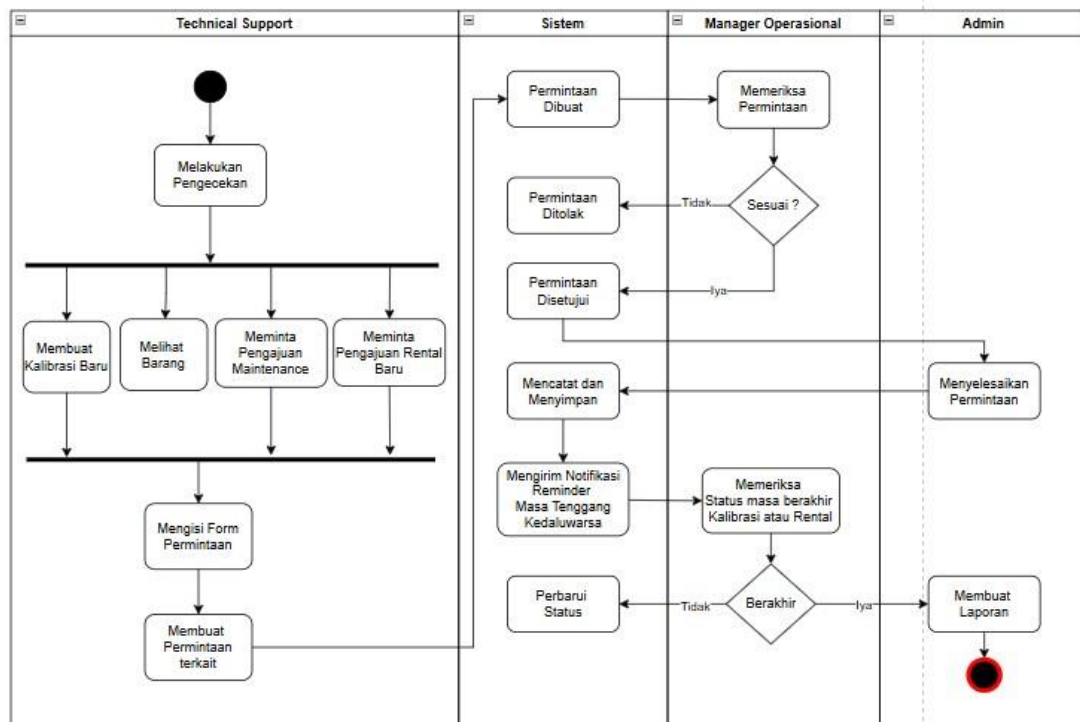 Technical Support
Sistem
Manager Operasional
Admin
Melakukan
Pengecekan
Membuat
Kalibrasi Baru
Melihat
Barang
Meminta
Pengajuan
Maintenance
Meminta
Pengajuan Rental
Baru
Mengisi Form
Permintaan
Membuat
Permintaan
terkait
Permintaan
Dibuat
Memeriksa
Permintaan
Sesuai ?
Tidak
Permintaan
Ditolak
Iya
Permintaan
Disetujui
Menyelesaikan
Permintaan
Mencatat dan
Menyimpan
Mengirim Notifikasi
Reminder
Masa Tenggang
Kedaluwarsa
Memeriksa
Status masa berakhir
Kalibrasi atau Rental
Berakhir
Tidak
Perbarui
Status
Iya
Membuat
Laporan